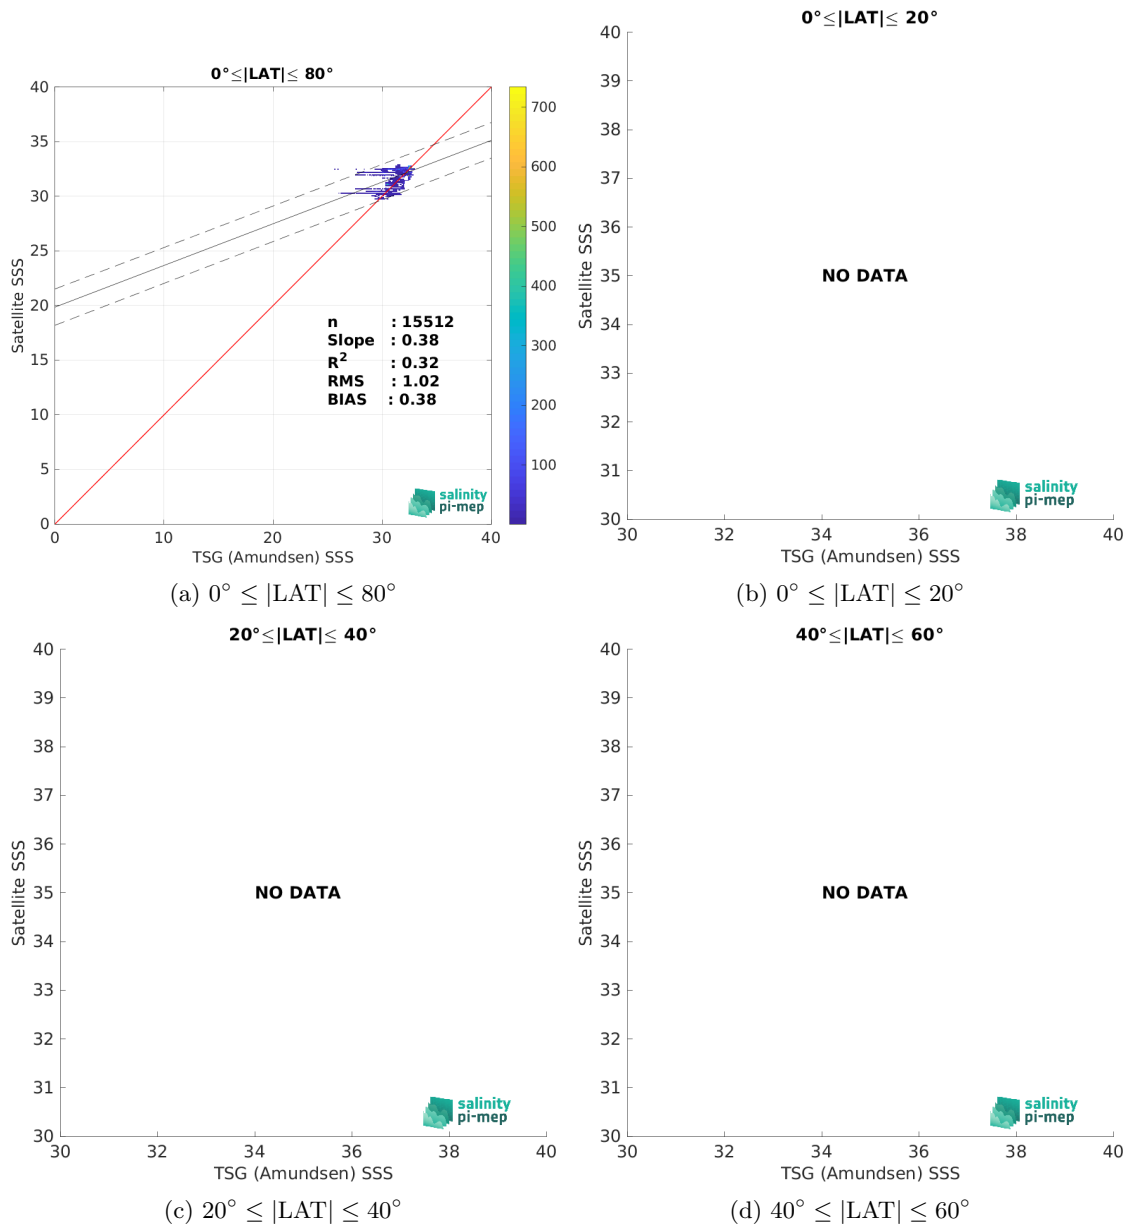 0°≤|LAT|≤ 80°
40
35
30
25
20
15
10
5
0
Satellite SSS
0
10
20
30
40
TSG (Amundsen) SSS
n : 15512
Slope : 0.38
R² : 0.32
RMS : 1.02
BIAS : 0.38
salinity
pi-mep
700
600
500
400
300
200
100
(a) 0° ≤ |LAT| ≤ 80°
0°≤|LAT|≤ 20°
40
39
38
37
36
35
34
33
32
31
30
Satellite SSS
NO DATA
salinity
pi-mep
30
32
34
36
38
40
TSG (Amundsen) SSS
(b) 0° ≤ |LAT| ≤ 20°
20°≤|LAT|≤ 40°
40
39
38
37
36
35
34
33
32
31
30
Satellite SSS
NO DATA
salinity
pi-mep
30
32
34
36
38
40
TSG (Amundsen) SSS
(c) 20° ≤ |LAT| ≤ 40°
40°≤|LAT|≤ 60°
40
39
38
37
36
35
34
33
32
31
30
Satellite SSS
NO DATA
salinity
pi-mep
30
32
34
36
38
40
TSG (Amundsen) SSS
(d) 40° ≤ |LAT| ≤ 60°